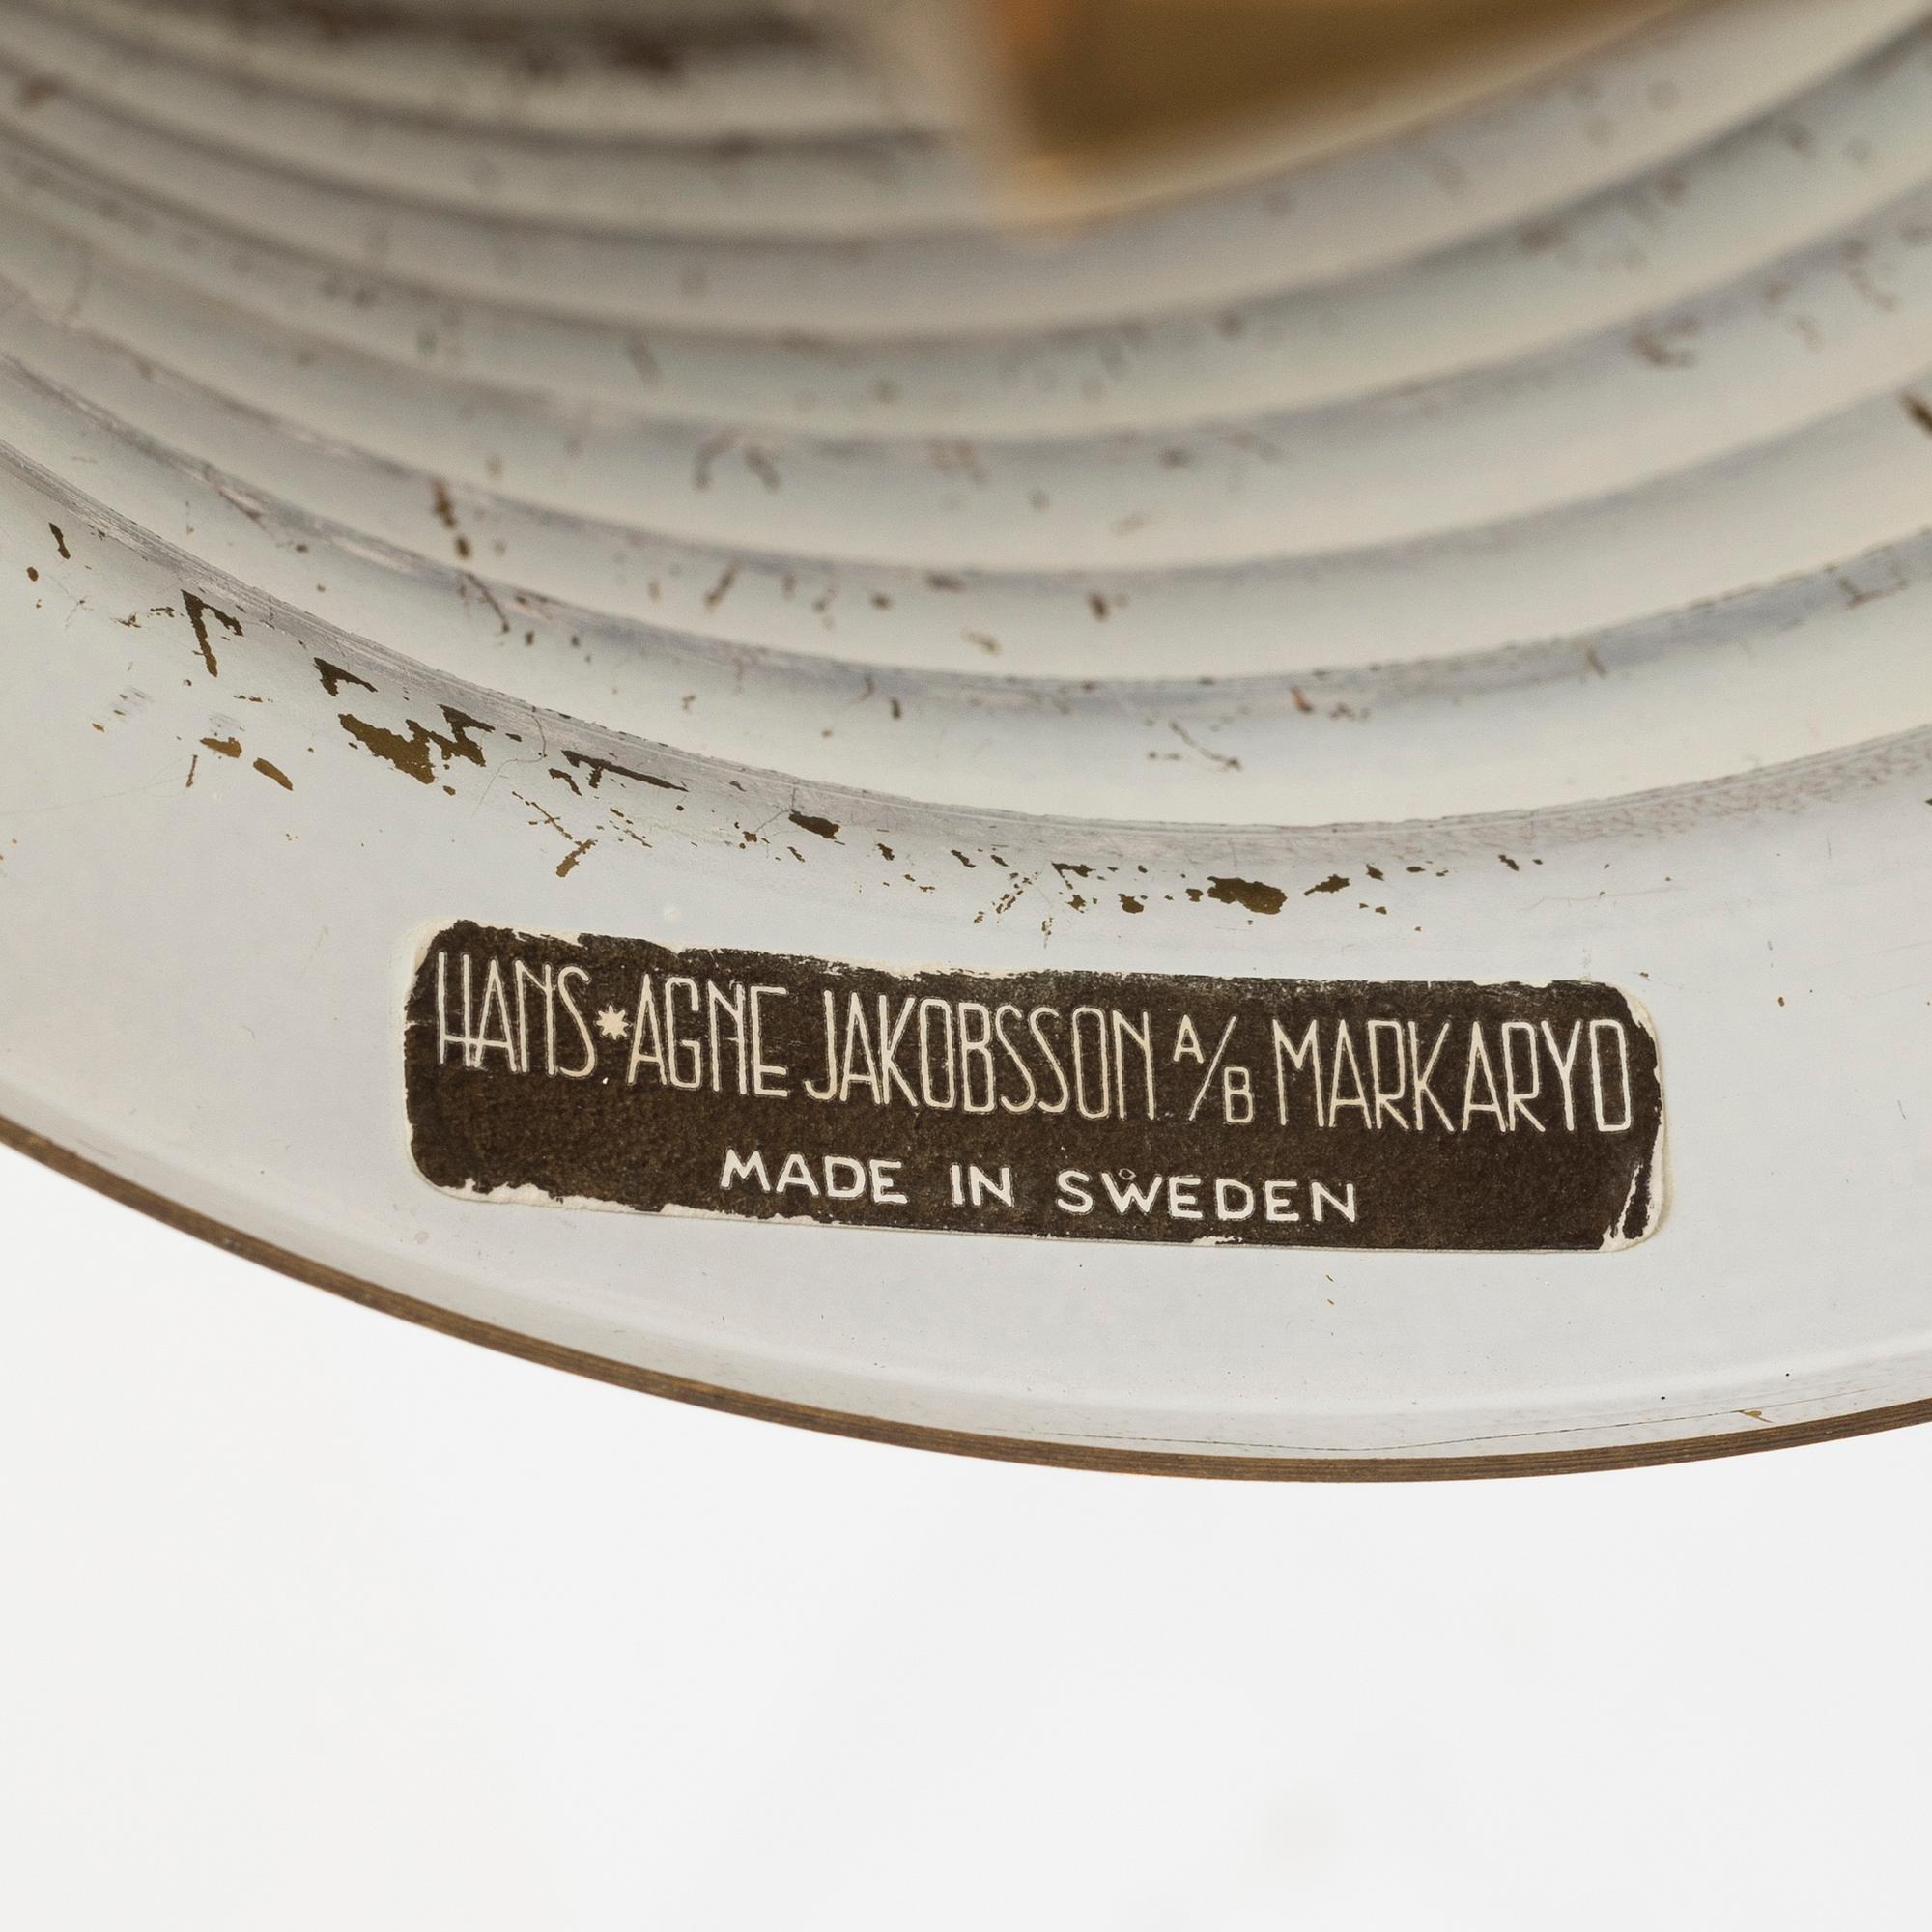 HANS*AGNE JAKOBSSON A/B MARKARYD
MADE IN SWEDEN